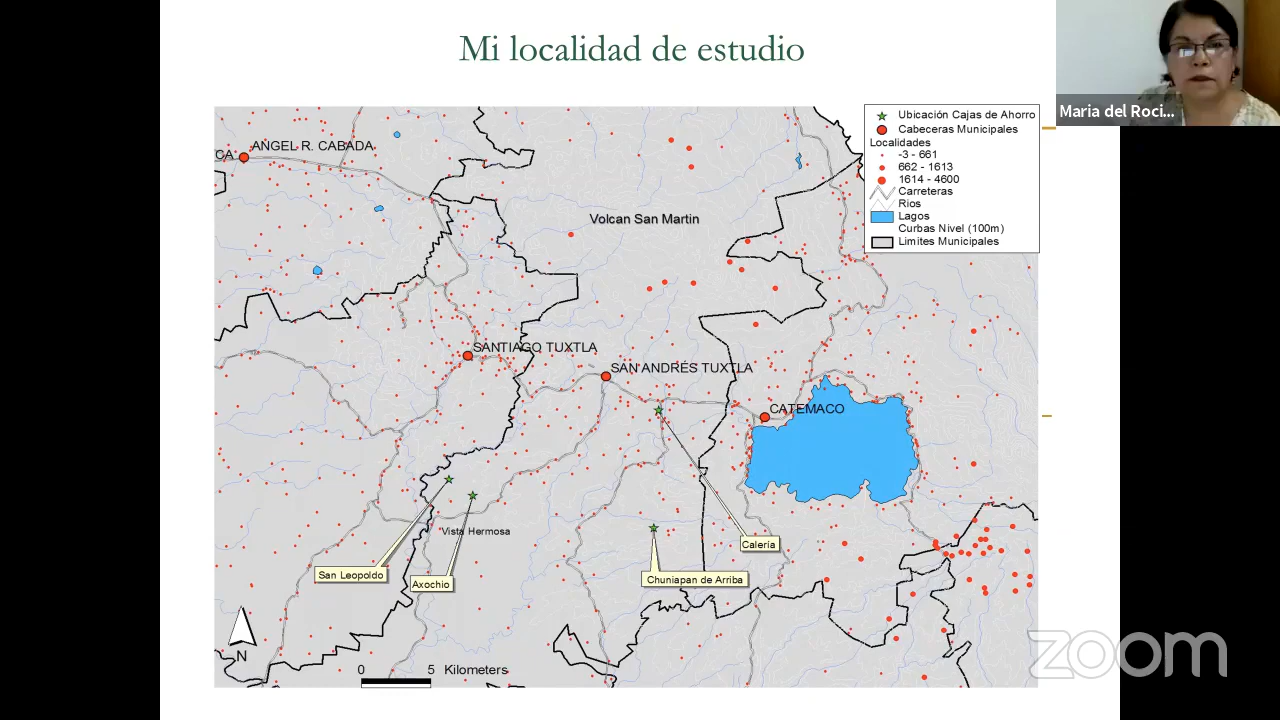 Mi localidad de estudio
Maria del Roci...
Ubicación Cajas de Ahorro
Cabeceras Municipales
Localidades
-3 - 661
662 - 1613
1614 - 4600
Carreteras
Rios
Lagos
Curbas Nivel (100m)
Limites Municipales
CA
ANGEL R. CABADA
Volcan San Martin
SANTIAGO TUXTLA
SAN ANDRÉS TUXTLA
CATEMACO
Vista Hermosa
Calería
San Leopoldo
Axochio
Chuniapan de Arriba
N
0 5 Kilometers
zoom